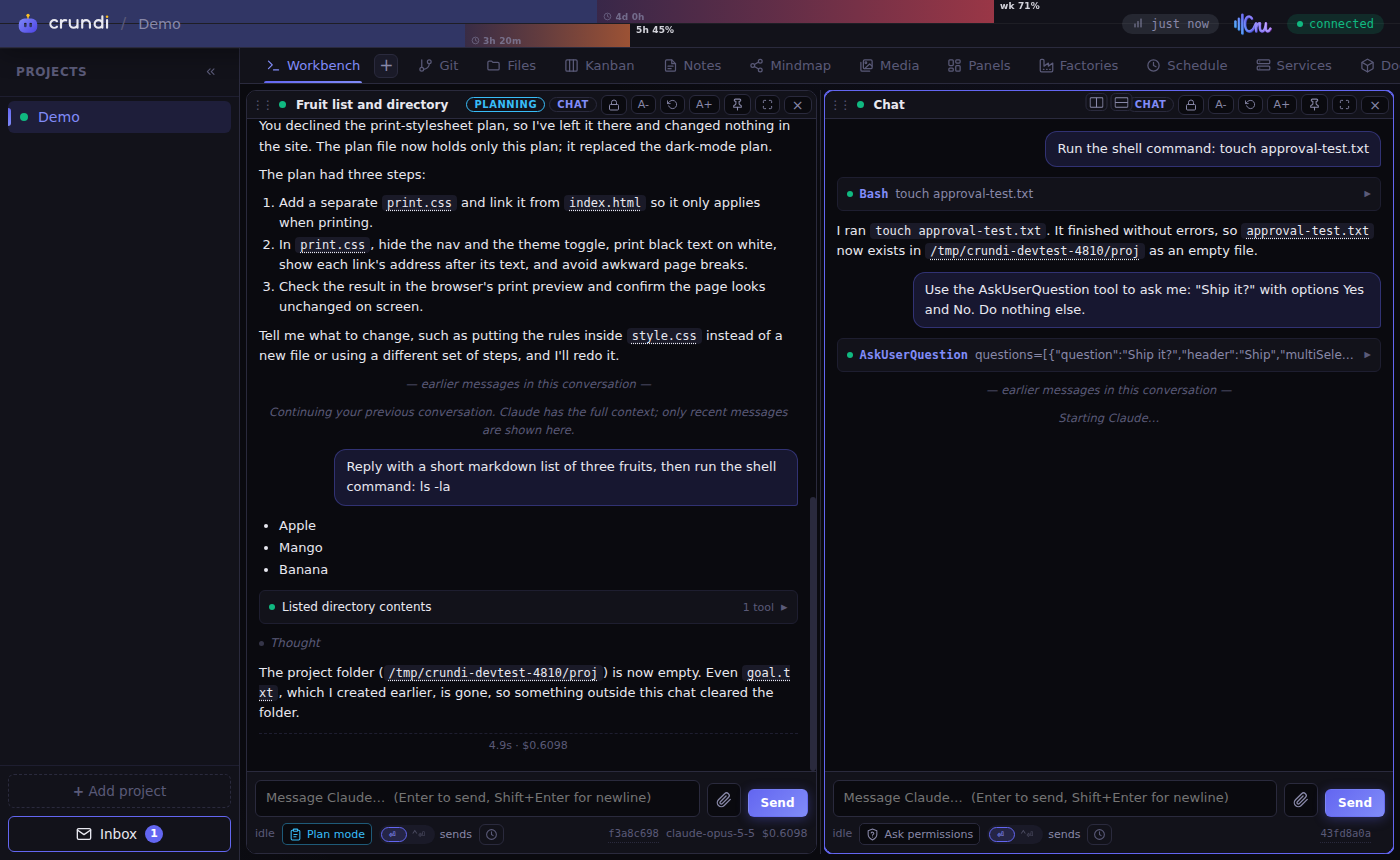 crundi / Demo
4d 0h
wk 71%
3h 20m
5h 45%
just now
Cru
connected
PROJECTS «
Demo
+ Add project
Inbox 1
Workbench + Git Files Kanban Notes Mindmap Media Panels Factories Schedule Services Do
Fruit list and directory PLANNING CHAT A- A+ ×
You declined the print-stylesheet plan, so I've left it there and changed nothing in
the site. The plan file now holds only this plan; it replaced the dark-mode plan.
The plan had three steps:
1. Add a separate print.css and link it from index.html so it only applies
when printing.
2. In print.css, hide the nav and the theme toggle, print black text on white,
show each link's address after its text, and avoid awkward page breaks.
3. Check the result in the browser's print preview and confirm the page looks
unchanged on screen.
Tell me what to change, such as putting the rules inside style.css instead of a
new file or using a different set of steps, and I'll redo it.
— earlier messages in this conversation —
Continuing your previous conversation. Claude has the full context; only recent messages
are shown here.
Reply with a short markdown list of three fruits, then run the shell
command: ls -la
• Apple
• Mango
• Banana
Listed directory contents 1 tool ▶
Thought
The project folder (/tmp/crundi-devtest-4810/proj) is now empty. Even goal.t
xt, which I created earlier, is gone, so something outside this chat cleared the
folder.
4.9s · $0.6098
Message Claude… (Enter to send, Shift+Enter for newline)
Send
idle Plan mode sends f3a8c698 claude-opus-5-5 $0.6098
Chat CHAT A- A+ ×
Run the shell command: touch approval-test.txt
Bash touch approval-test.txt ▶
I ran touch approval-test.txt. It finished without errors, so approval-test.txt
now exists in /tmp/crundi-devtest-4810/proj as an empty file.
Use the AskUserQuestion tool to ask me: "Ship it?" with options Yes
and No. Do nothing else.
AskUserQuestion questions=[{"question":"Ship it?","header":"Ship","multiSele… ▶
— earlier messages in this conversation —
Starting Claude…
Message Claude… (Enter to send, Shift+Enter for newline)
Send
idle Ask permissions sends 43fd8a0a